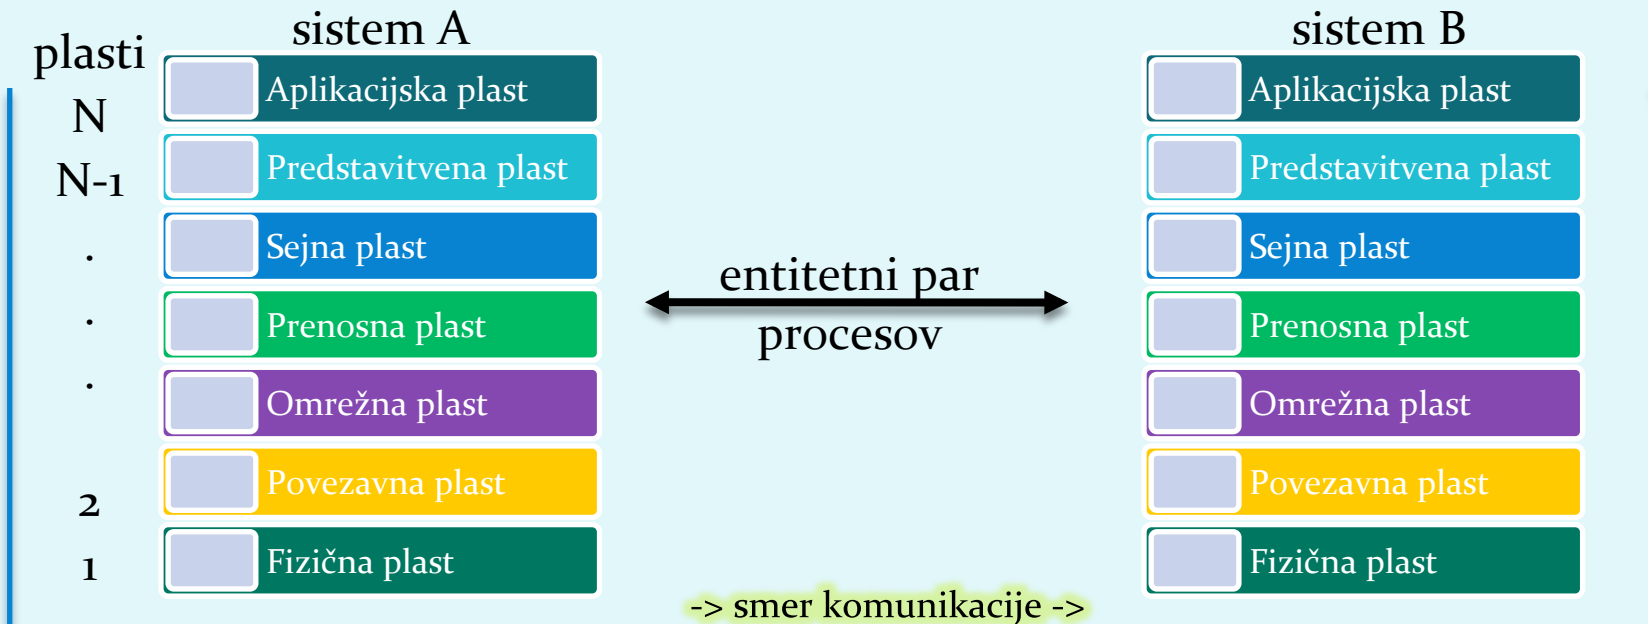 sistem A
sistem B
plasti
N
N-1
.
.
.
2
1
Aplikacijska plast
Predstavitvena plast
Sejna plast
Prenosna plast
Omrežna plast
Povezavna plast
Fizična plast
entitetni par
procesov
Aplikacijska plast
Predstavitvena plast
Sejna plast
Prenosna plast
Omrežna plast
Povezavna plast
Fizična plast
-> smer komunikacije ->